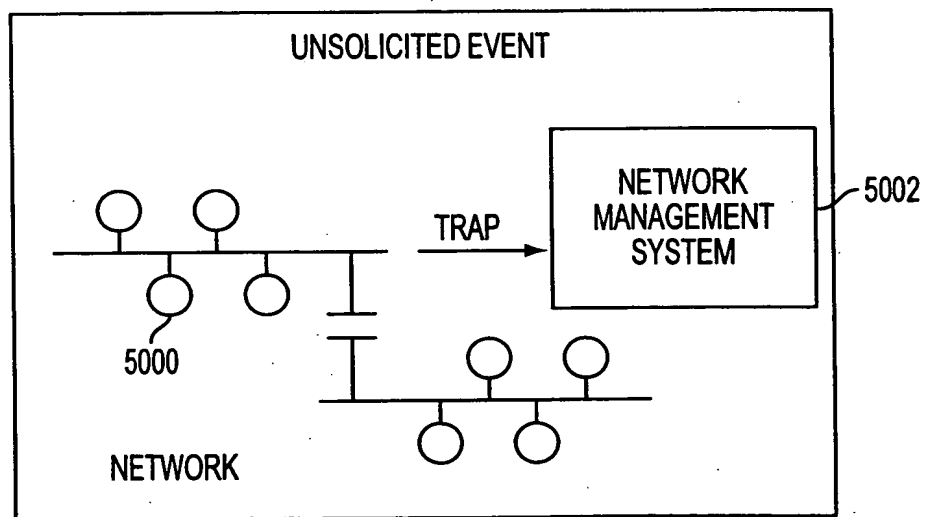 UNSOLICITED EVENT
NETWORK
MANAGEMENT
SYSTEM
5002
TRAP
5000
NETWORK